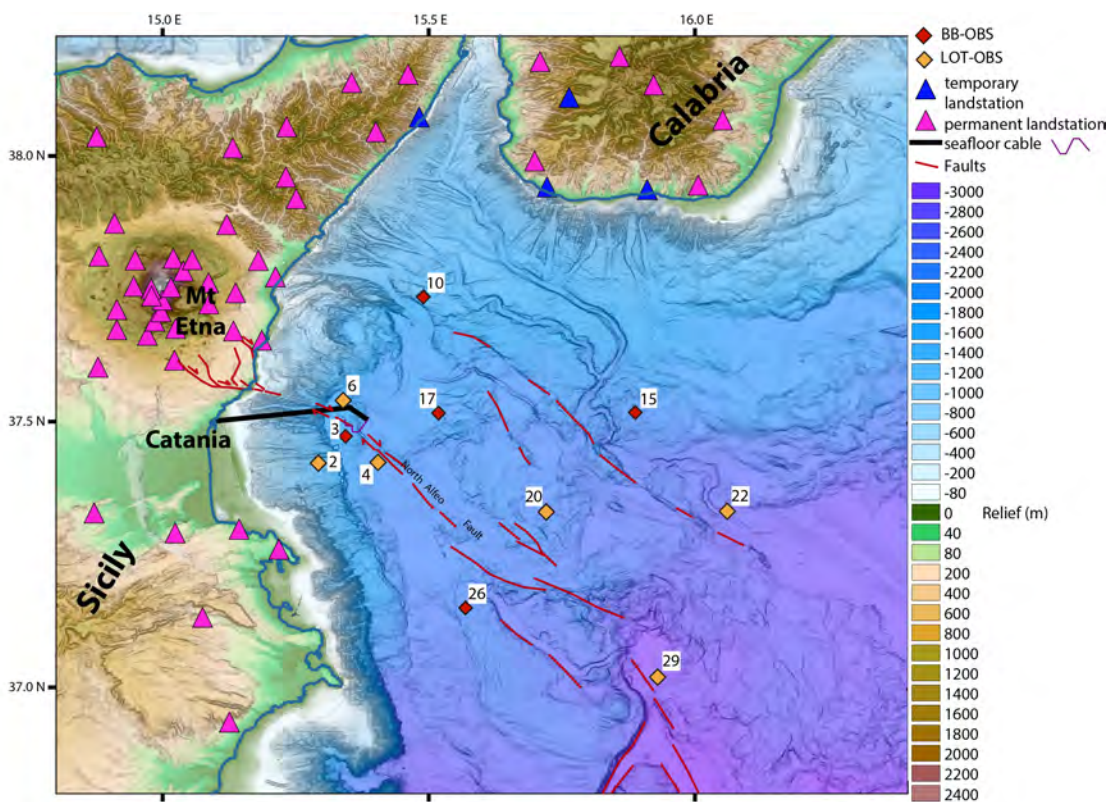 15.0 E
15.5 E
16.0 E
38.0 N
37.5 N
37.0 N
Calabria
Mt
Etna
Catania
Sicily
North Alfeo
Fault
10
6
17
15
3
2
4
20
22
26
29
BB-OBS
LOT-OBS
temporary
landstation
permanent landstation
seafloor cable
Faults
-3000
-2800
-2600
-2400
-2200
-2000
-1800
-1600
-1400
-1200
-1000
-800
-600
-400
-200
-80
0 Relief (m)
40
80
200
400
600
800
1000
1200
1400
1600
1800
2000
2200
2400